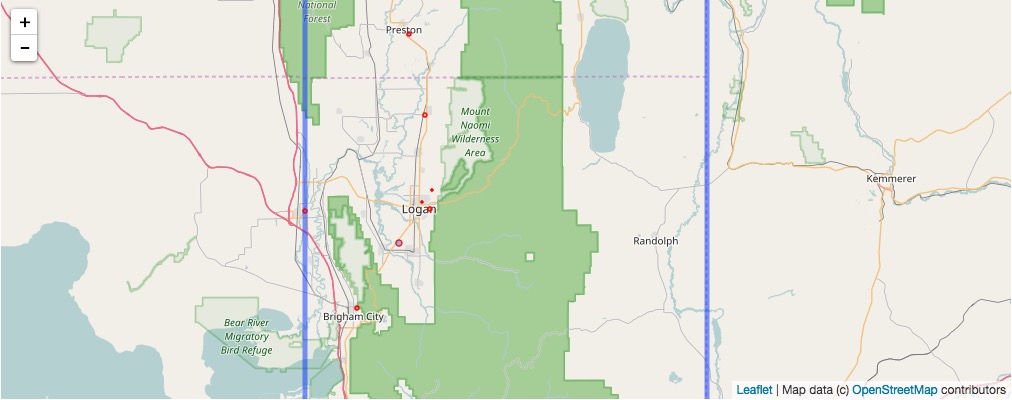 +
−
National
Forest
Preston
Mount
Naomi
Wilderness
Area
Kemmerer
Logan
Randolph
Brigham City
Bear River
Migratory
Bird Refuge
Leaflet | Map data (c) OpenStreetMap contributors